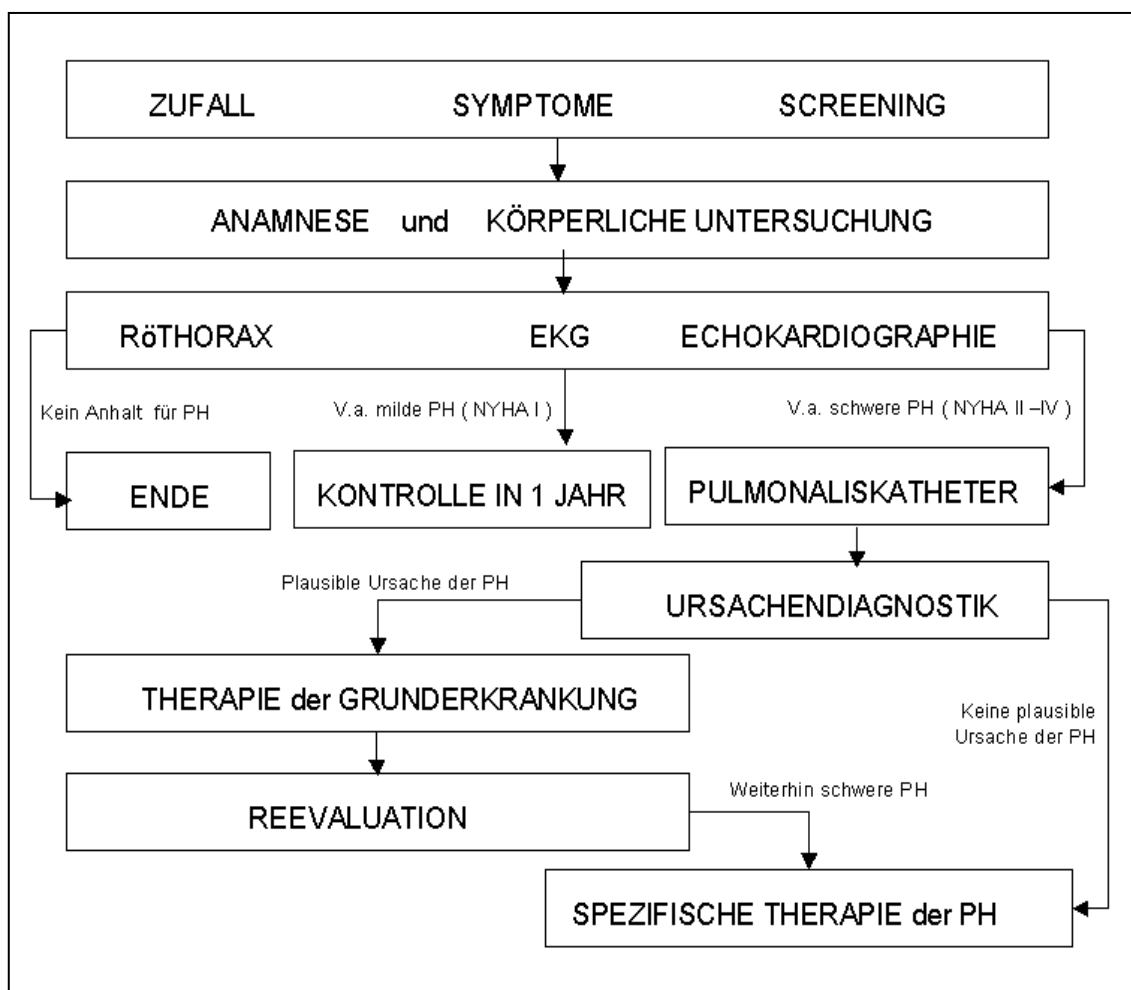 ZUFALL SYMPTOME SCREENING
ANAMNESE und KÖRPERLICHE UNTERSUCHUNG
RöTHORAX EKG ECHOKARDIOGRAPHIE
Kein Anhalt für PH
V.a. milde PH ( NYHA I )
V.a. schwere PH ( NYHA II –IV )
ENDE
KONTROLLE IN 1 JAHR
PULMONALISKATHETER
Plausible Ursache der PH
URSACHENDIAGNOSTIK
THERAPIE der GRUNDERKRANKUNG
Keine plausible
Ursache der PH
REEVALUATION
Weiterhin schwere PH
SPEZIFISCHE THERAPIE der PH